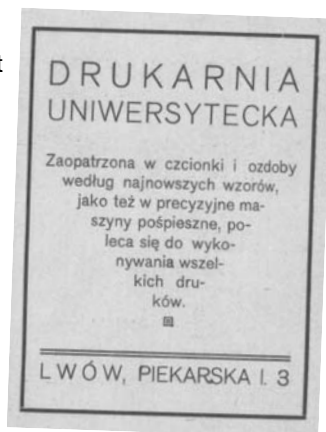 DRUKARNIA
UNIWERSYTECKA
Zaopatrzona w czcionki i ozdoby
według najnowszych wzorów,
jako też w precyzyjne ma-
szyny pośpieszne, po-
leca się do wyko-
nywania wszel-
kich dru-
ków.
LWÓW, PIEKARSKA l. 3
t